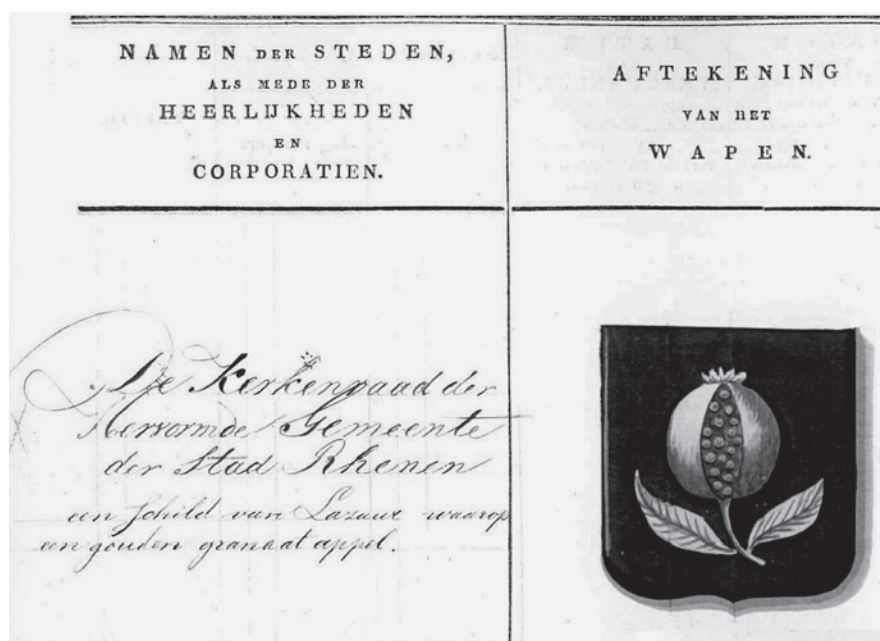 NAMEN DER STEDEN,
ALS MEDE DER
HEERLIJKHEDEN
EN
CORPORATIEN.
AFTEKENING
VAN HET
WAPEN.
De Kerkenraad der
Hervormde Gemeente
der Stad Rhenen
een schild van Lazuur waarop
een gouden granaat appel.